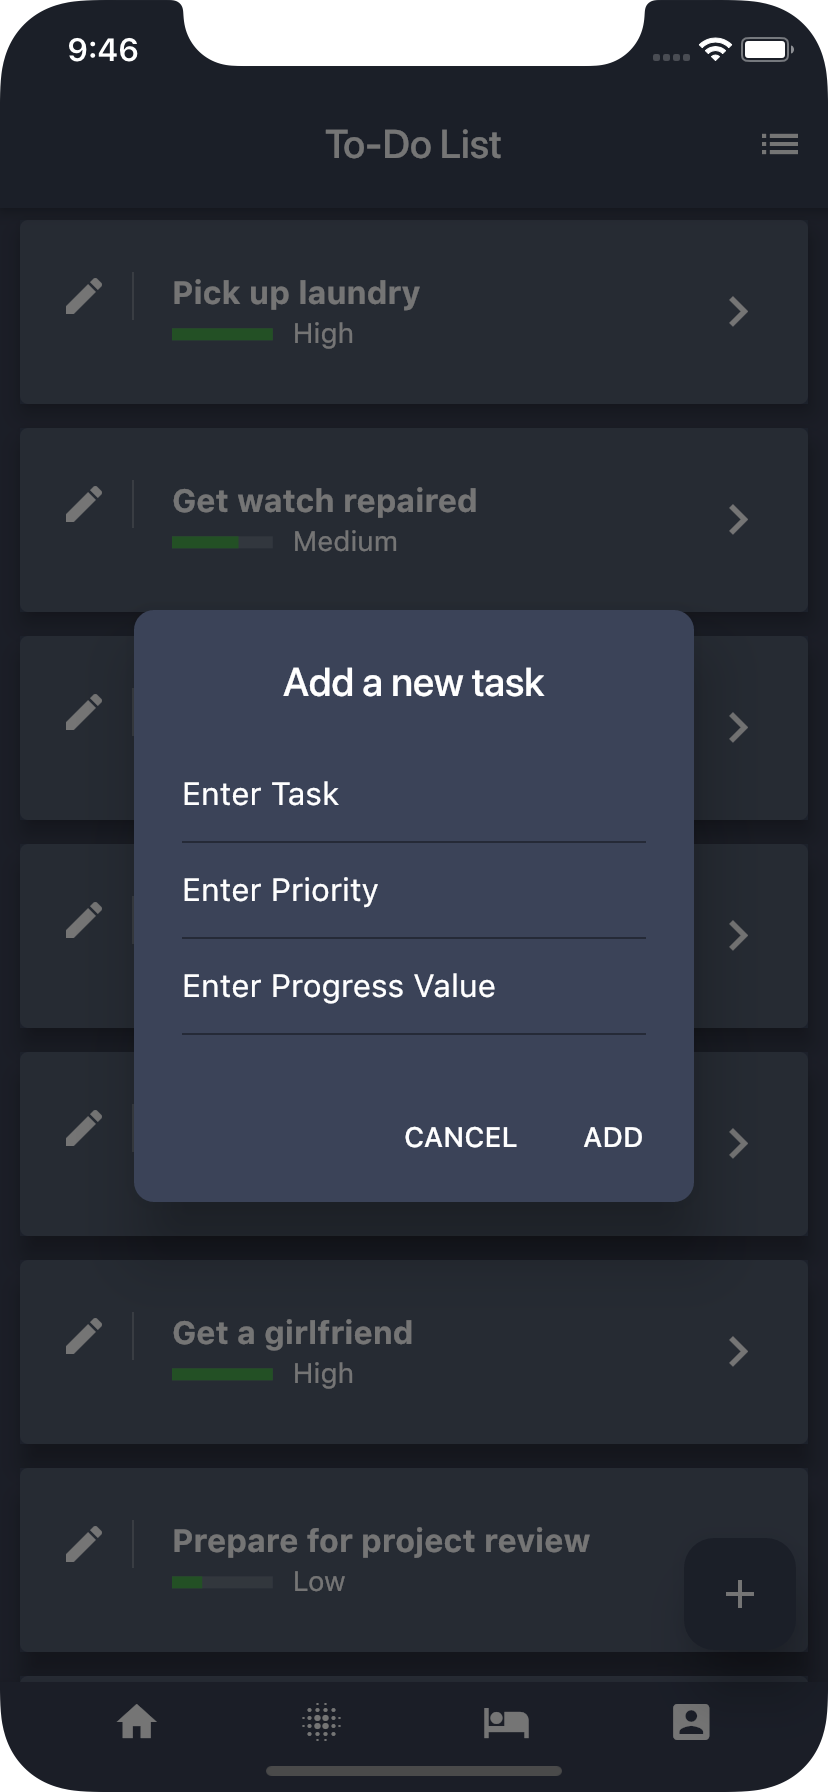 9:46
To-Do List
Pick up laundry
High
Get watch repaired
Medium
Add a new task
Enter Task
Enter Priority
Enter Progress Value
CANCEL ADD
Get a girlfriend
High
Prepare for project review
Low